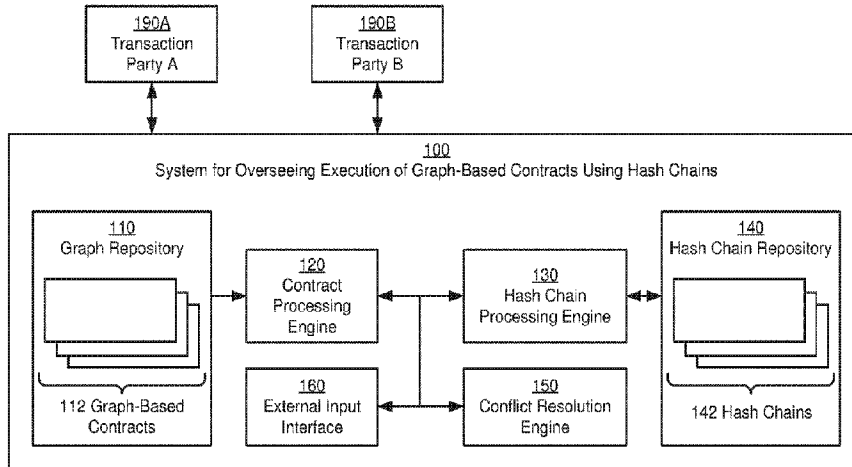 190A
Transaction
Party A
190B
Transaction
Party B
100
System for Overseeing Execution of Graph-Based Contracts Using Hash Chains
110
Graph Repository
112 Graph-Based
Contracts
120
Contract
Processing
Engine
130
Hash Chain
Processing Engine
140
Hash Chain Repository
142 Hash Chains
160
External Input
Interface
150
Conflict Resolution
Engine